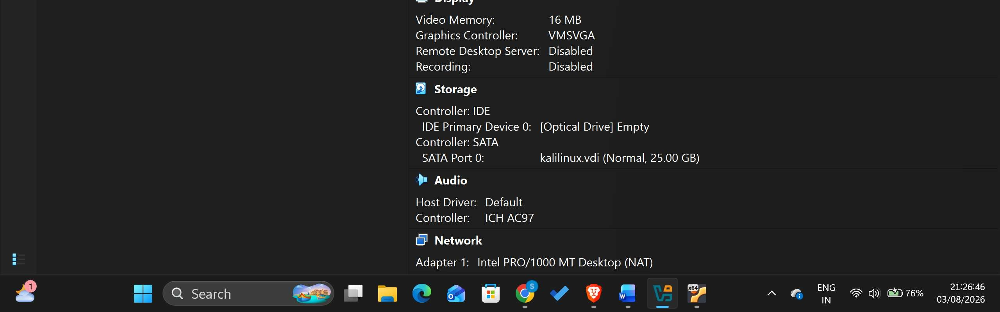 Display
Video Memory: 16 MB
Graphics Controller: VMSVGA
Remote Desktop Server: Disabled
Recording: Disabled
Storage
Controller: IDE
IDE Primary Device 0: [Optical Drive] Empty
Controller: SATA
SATA Port 0: kalilinux.vdi (Normal, 25.00 GB)
Audio
Host Driver: Default
Controller: ICH AC97
Network
Adapter 1: Intel PRO/1000 MT Desktop (NAT)
1
Search
O
S
W
x64
ENG
IN
76%
21:26:46
03/08/2026